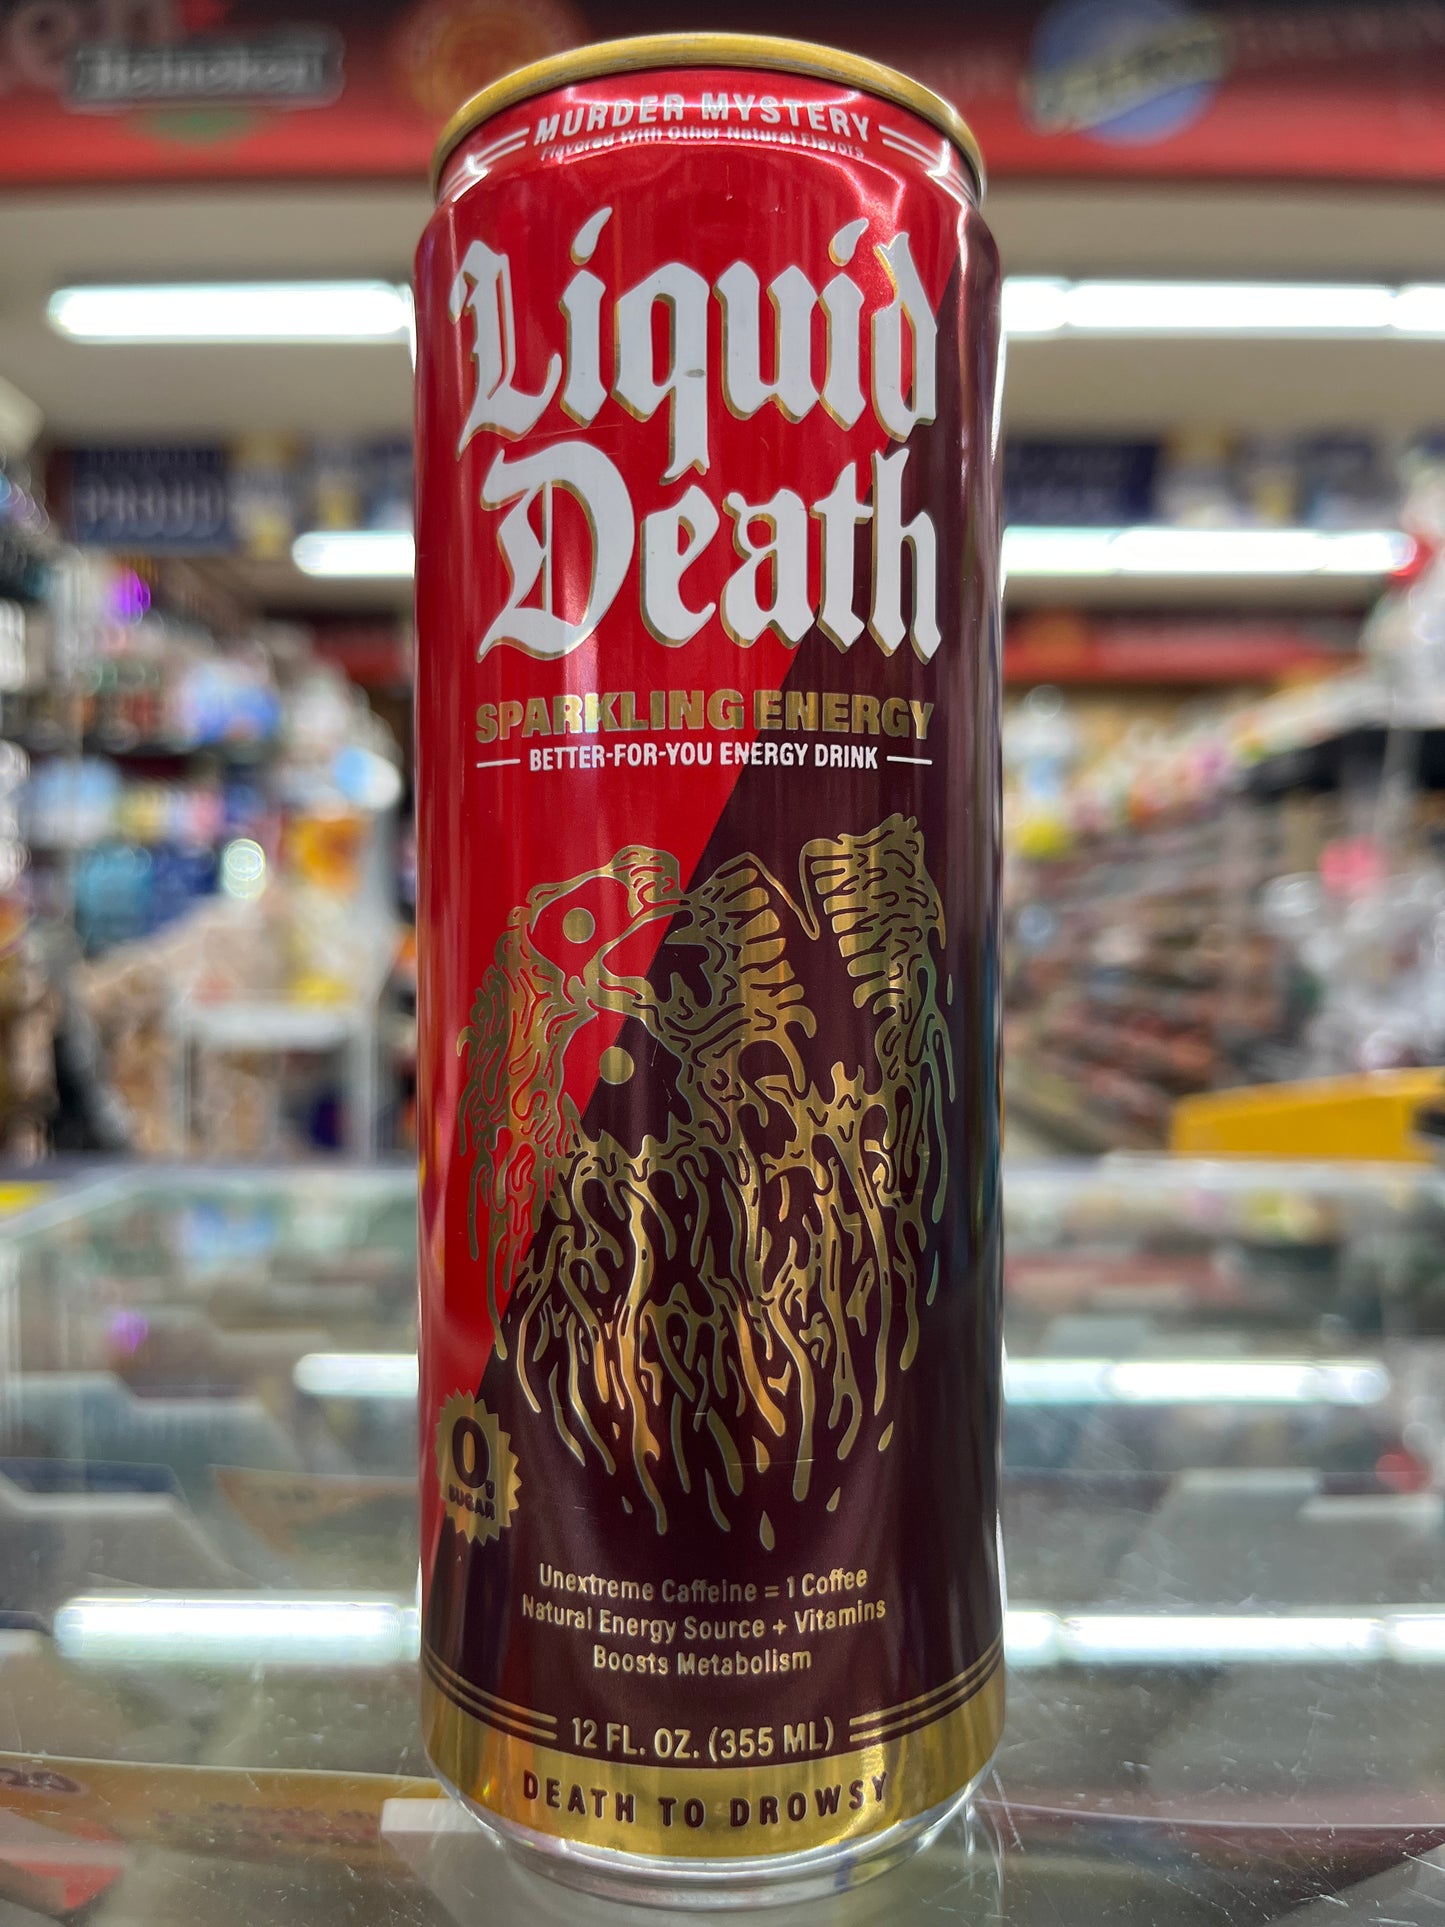 Heineken
MURDER MYSTERY
Flavored With Other Natural Flavors
Liquid
Death
SPARKLING ENERGY
BETTER-FOR-YOU ENERGY DRINK
0g
SUGAR
Unextreme Caffeine = 1 Coffee
Natural Energy Source + Vitamins
Boosts Metabolism
12 FL. OZ. (355 ML)
DEATH TO DROWSY